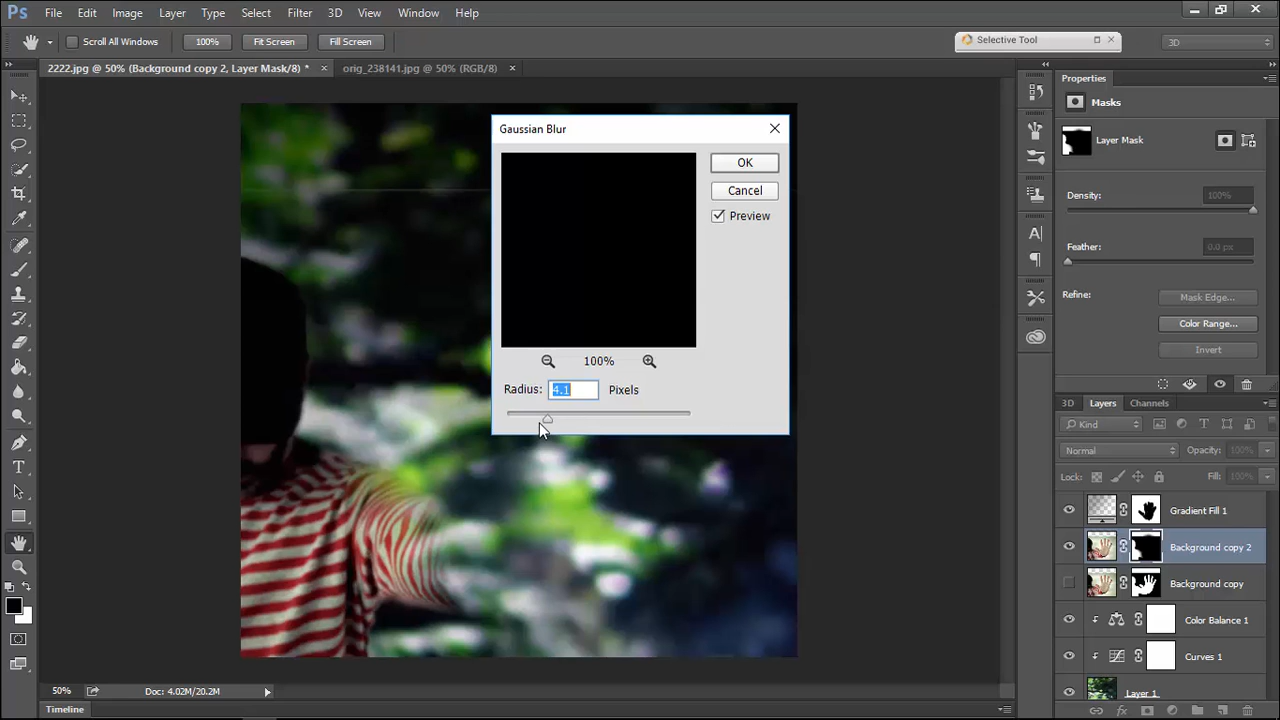 Ps File Edit Image Layer Type Select Filter 3D View Window Help
Scroll All Windows 100% Fit Screen Fill Screen
Selective Tool
3D
2222.jpg @ 50% (Background copy 2, Layer Mask/8) *
orig_238141.jpg @ 50% (RGB/8)
Gaussian Blur
OK
Cancel
Preview
100%
Radius: 4.1 Pixels
Properties
Masks
Layer Mask
Density: 100%
Feather: 0.0 px
Refine: Mask Edge...
Color Range...
Invert
3D Layers Channels
Kind
Normal Opacity: 100%
Lock: Fill: 100%
Gradient Fill 1
Background copy 2
Background copy
Color Balance 1
Curves 1
Layer 1
50% Doc: 4.02M/20.2M
Timeline